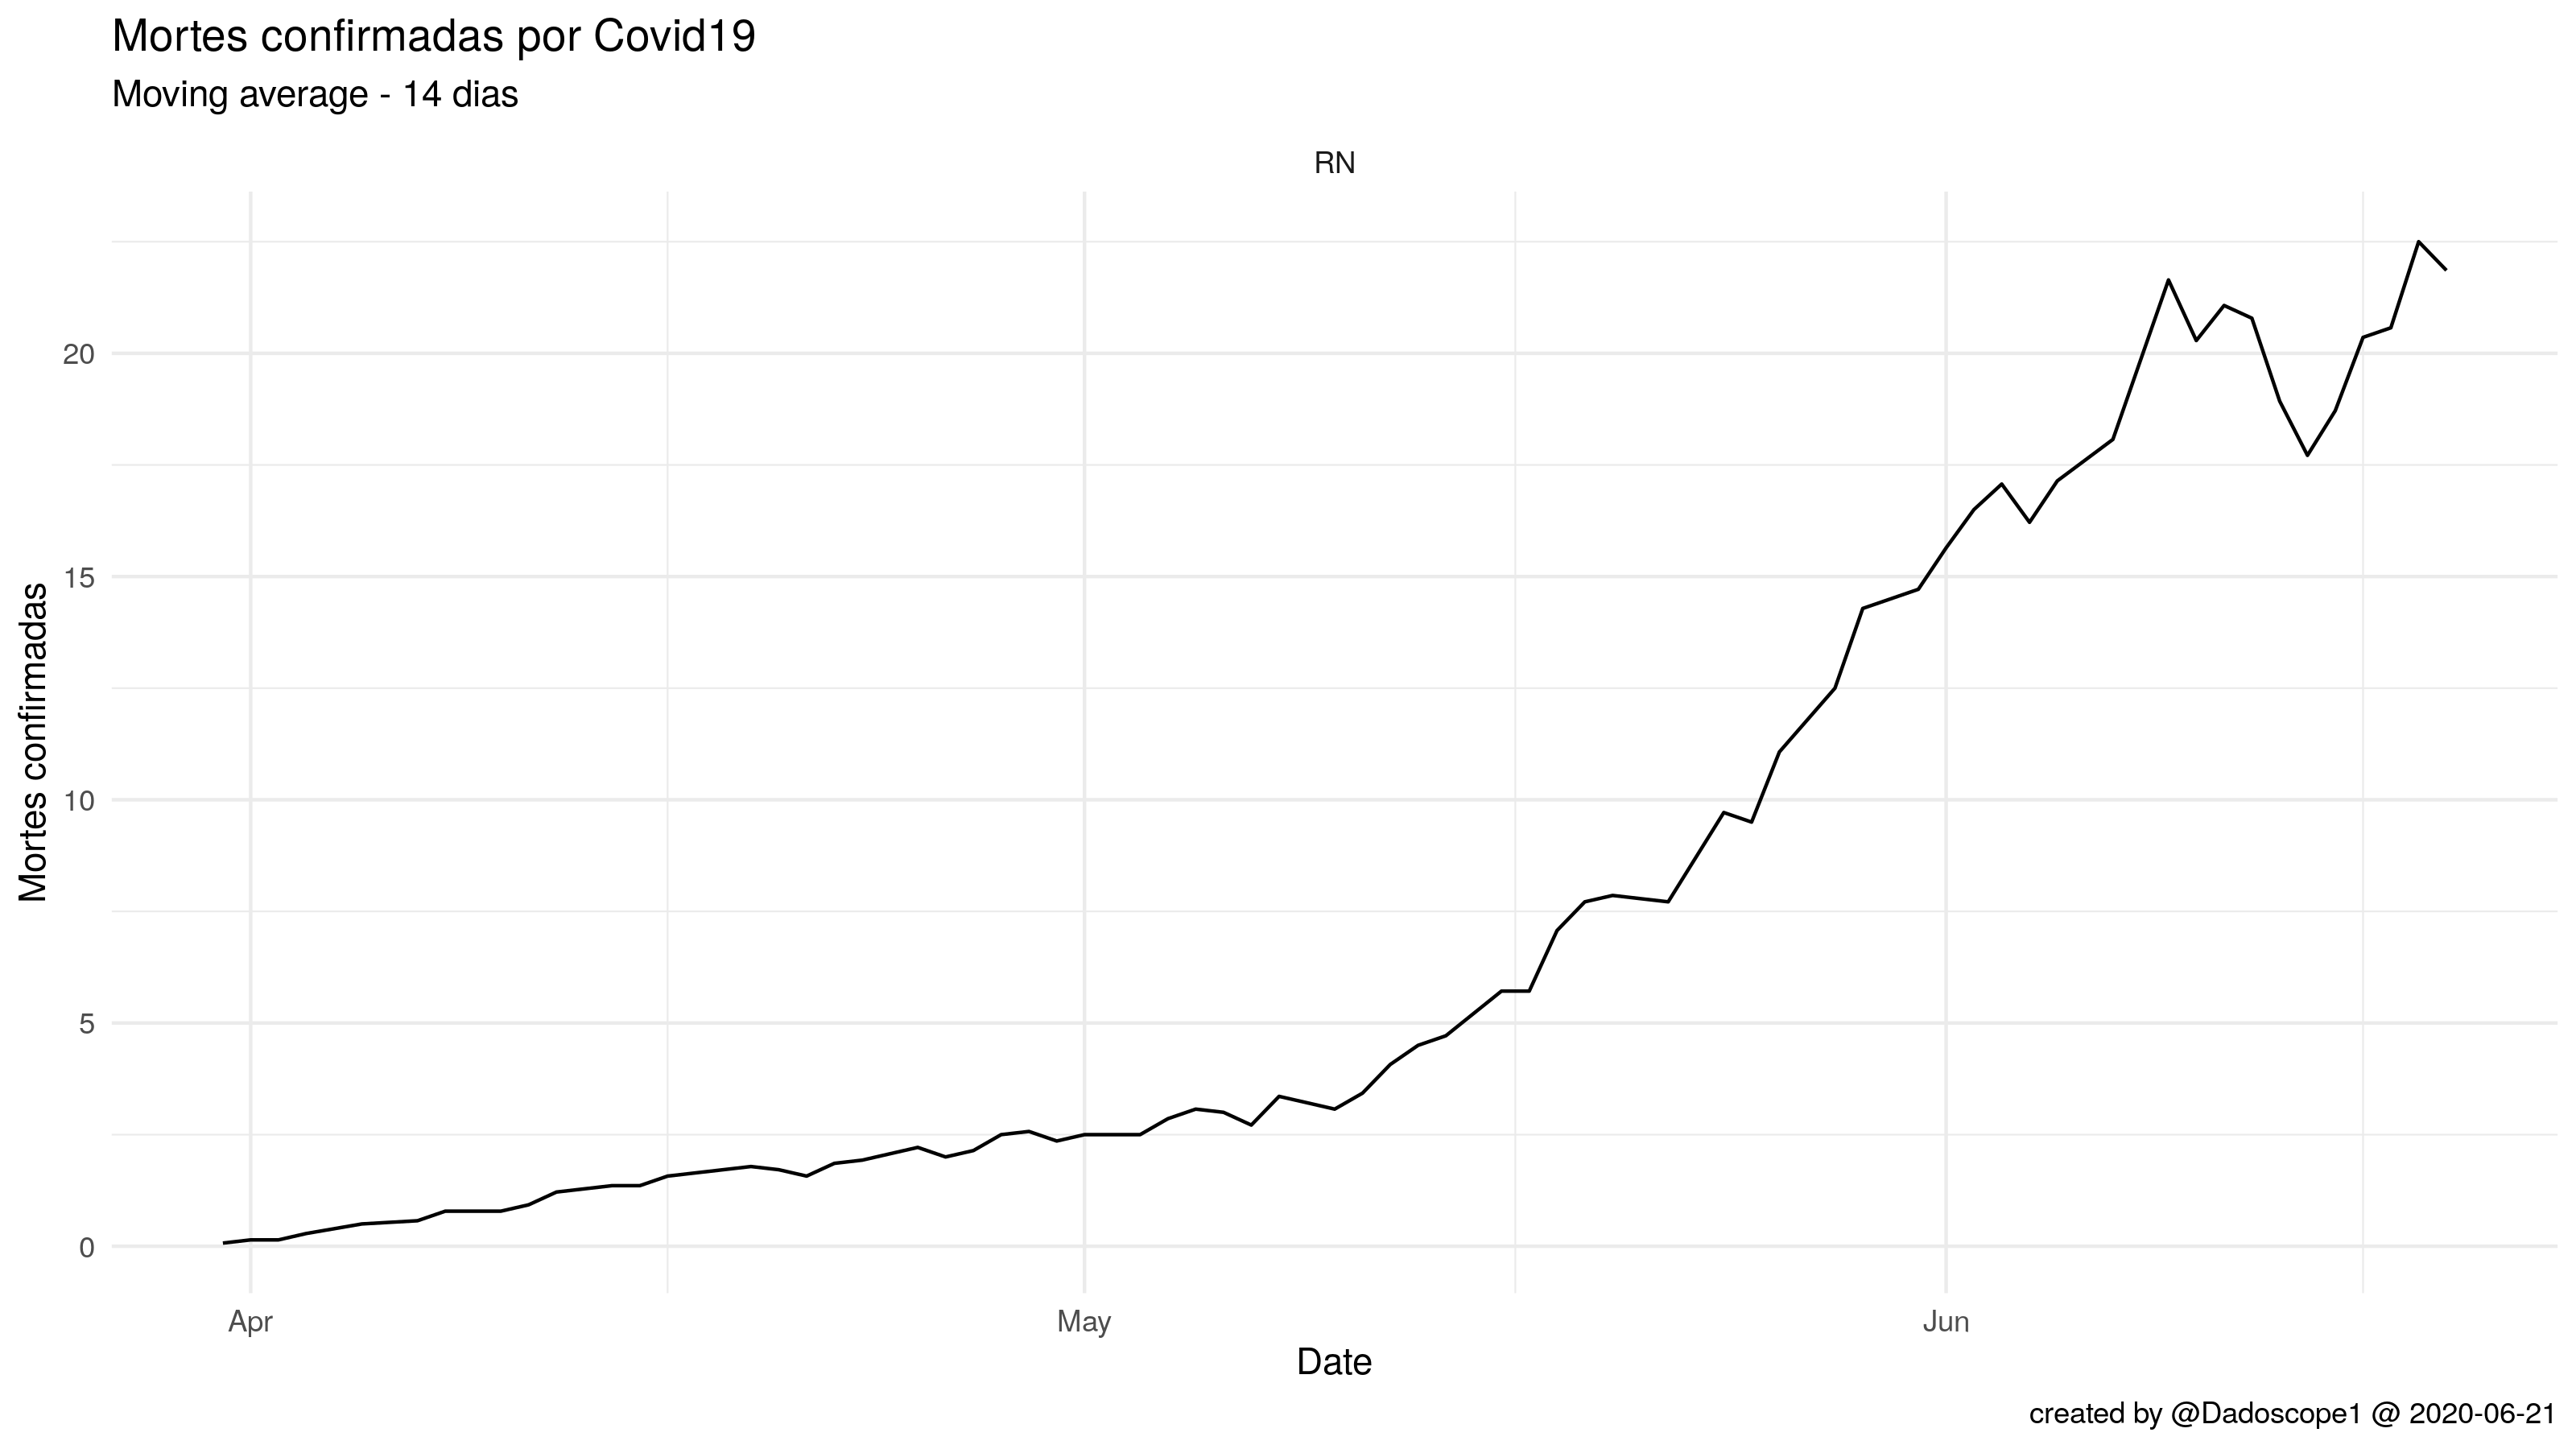 Mortes confirmadas por Covid19
Moving average - 14 dias
RN
Mortes confirmadas
20
15
10
5
0
Apr
May
Jun
Date
created by @Dadoscope1 @ 2020-06-21